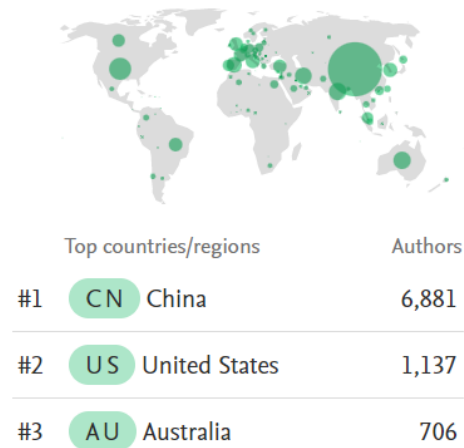 Top countries/regions Authors
#1 CN China 6,881
#2 US United States 1,137
#3 AU Australia 706